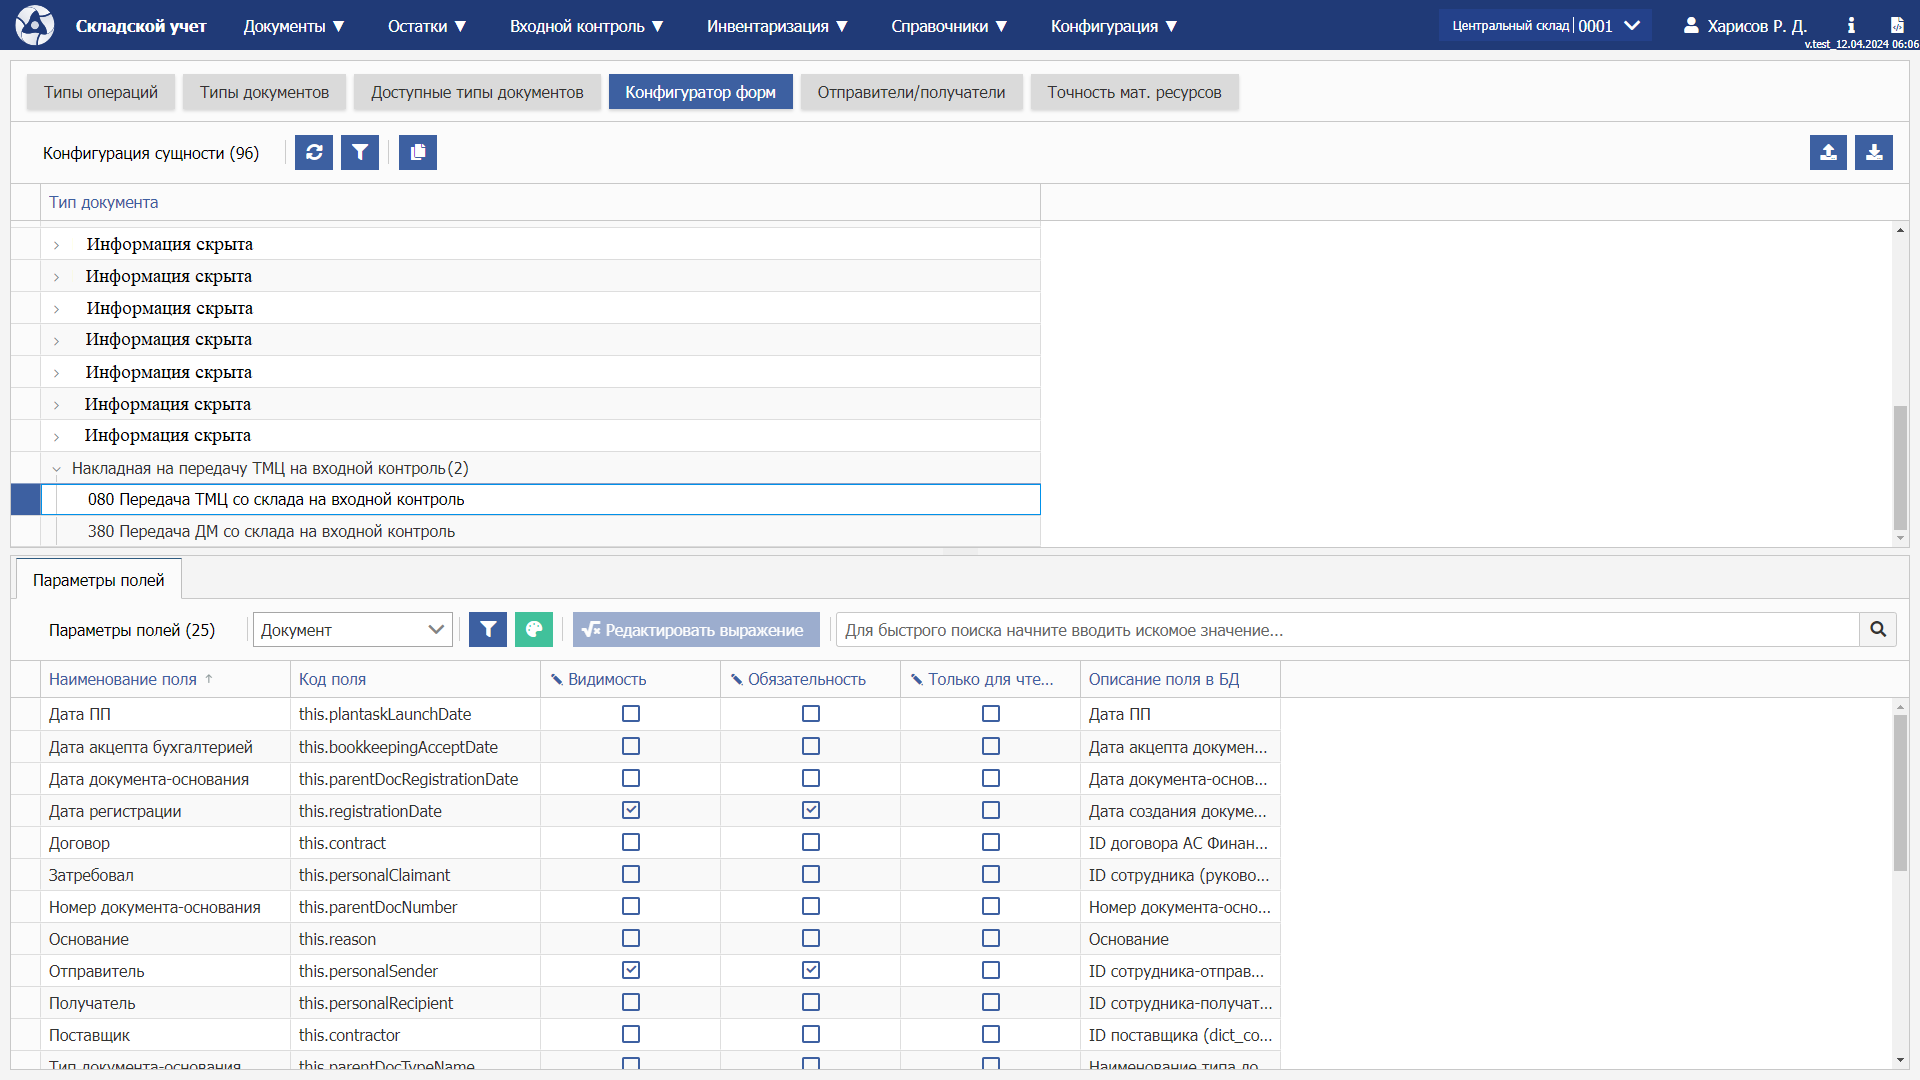 Складской учет Документы ▼ Остатки ▼ Входной контроль ▼ Инвентаризация ▼ Справочники ▼ Конфигурация ▼ Центральный склад | 0001 Харисов Р. Д.
v.test_12.04.2024 06:06
Типы операций Типы документов Доступные типы документов Конфигуратор форм Отправители/получатели Точность мат. ресурсов
Конфигурация сущности (96)
Тип документа
Информация скрыта
Информация скрыта
Информация скрыта
Информация скрыта
Информация скрыта
Информация скрыта
Информация скрыта
Накладная на передачу ТМЦ на входной контроль(2)
080 Передача ТМЦ со склада на входной контроль
380 Передача ДМ со склада на входной контроль
Параметры полей
Параметры полей (25) Документ Редактировать выражение Для быстрого поиска начните вводить искомое значение...
Наименование поля ↑ Код поля Видимость Обязательность Только для чте... Описание поля в БД
Дата ПП this.plantaskLaunchDate Дата ПП
Дата акцепта бухгалтерией this.bookkeepingAcceptDate Дата акцепта докумен...
Дата документа-основания this.parentDocRegistrationDate Дата документа-основ...
Дата регистрации this.registrationDate Дата создания докуме...
Договор this.contract ID договора АС Финан...
Затребовал this.personalClaimant ID сотрудника (руково...
Номер документа-основания this.parentDocNumber Номер документа-осно...
Основание this.reason Основание
Отправитель this.personalSender ID сотрудника-отправ...
Получатель this.personalRecipient ID сотрудника-получат...
Поставщик this.contractor ID поставщика (dict_co...
Тип документа-основания this.parentDocTypeName Наименование типа до...